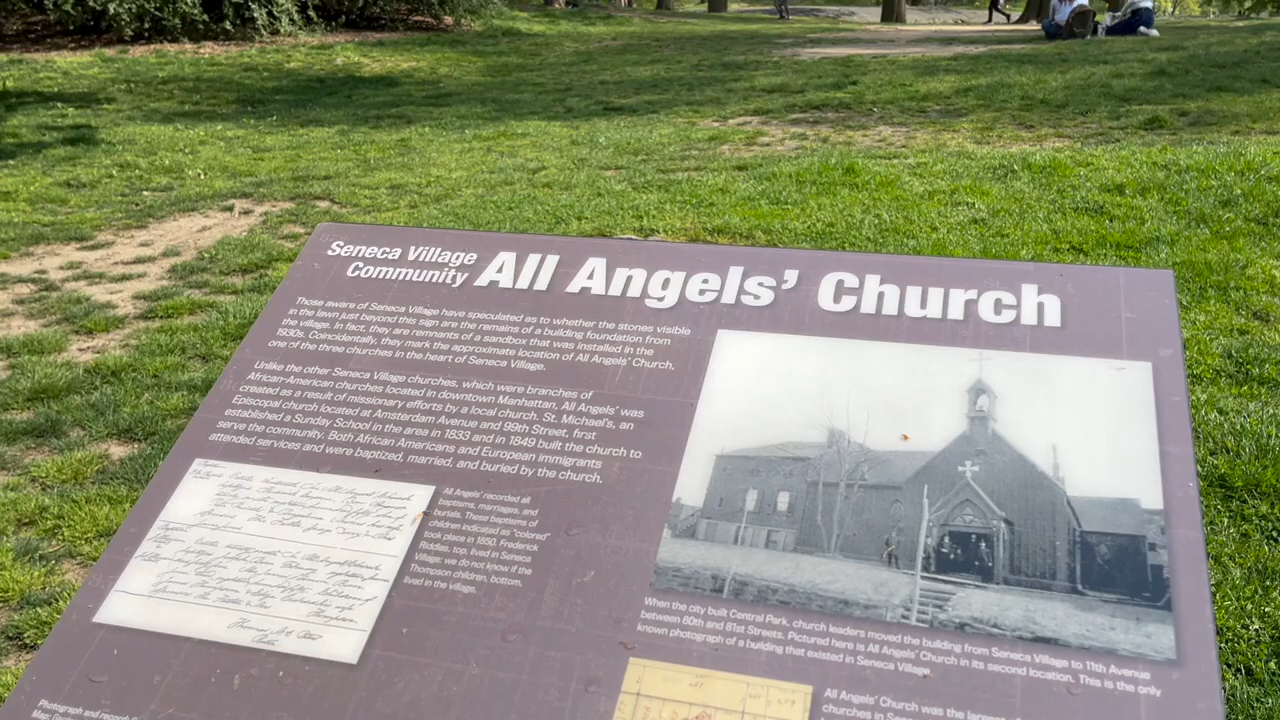 Seneca Village
Community
All Angels' Church
Those aware of Seneca Village have speculated as to whether the stones visible
in the lawn just beyond this sign are the remains of a building foundation from
the village. In fact, they are remnants of a sandbox that was installed in the
1930s. Coincidentally, they mark the approximate location of All Angels' Church,
one of the three churches in the heart of Seneca Village.
Unlike the other Seneca Village churches, which were branches of
African-American churches located in downtown Manhattan, All Angels' was
created as a result of missionary efforts by a local church. St. Michael's, an
Episcopal church located at Amsterdam Avenue and 99th Street, first
established a Sunday School in the area in 1833 and in 1849 built the church to
serve the community. Both African Americans and European immigrants
attended services and were baptized, married, and buried by the church.
All Angels' recorded all
baptisms, marriages, and
burials. These baptisms of
children indicated as "colored"
took place in 1850. Frederick
Riddles, top, lived in Seneca
Village; we do not know if the
Thompson children, bottom,
lived in the village.
When the city built Central Park, church leaders moved the building from Seneca Village to 11th Avenue
between 80th and 81st Streets. Pictured here is All Angels' Church in its second location. This is the only
known photograph of a building that existed in Seneca Village.
All Angels' Church was the largest of
churches in
Photograph and
Map: